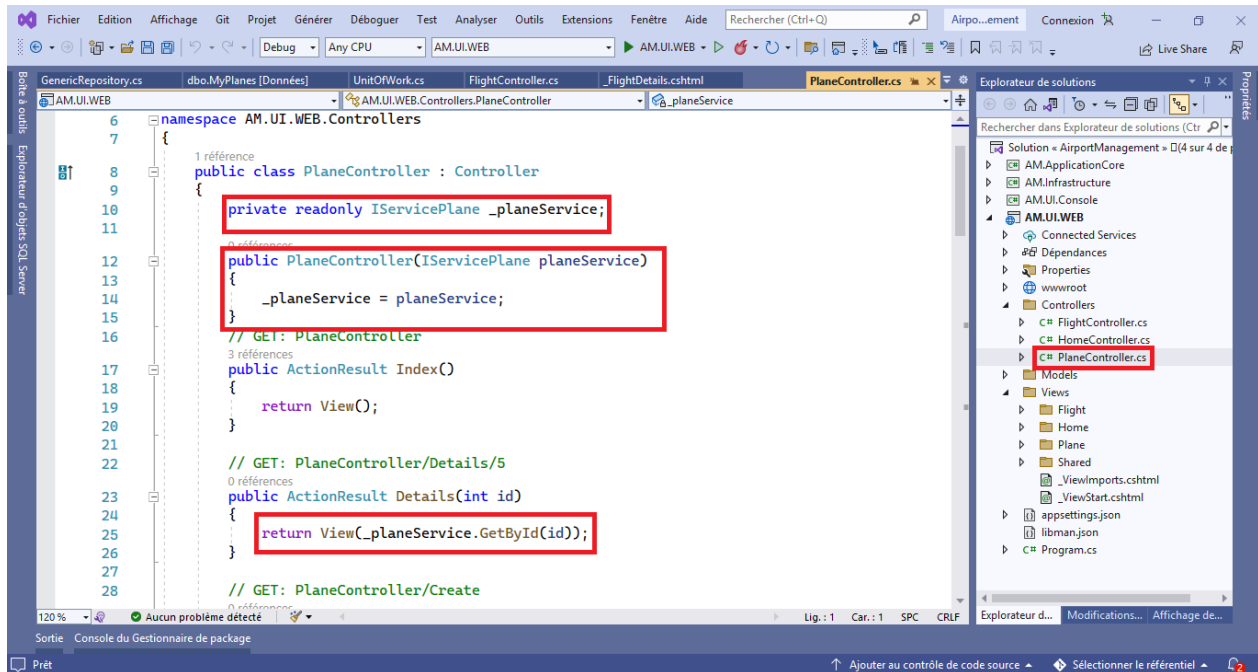 Fichier Edition Affichage Git Projet Générer Déboguer Test Analyser Outils Extensions Fenêtre Aide Rechercher (Ctrl+Q) Airpo...ement Connexion
Debug Any CPU AM.UI.WEB AM.UI.WEB Live Share
GenericRepository.cs dbo.MyPlanes [Données] UnitOfWork.cs FlightController.cs _FlightDetails.cshtml PlaneController.cs
AM.UI.WEB AM.UI.WEB.Controllers.PlaneController _planeService
Boîte à outils
Explorateur d'objets SQL Server
6 namespace AM.UI.WEB.Controllers
7 {
1 référence
8 public class PlaneController : Controller
9 {
10 private readonly IServicePlane _planeService;
11
0 références
12 public PlaneController(IServicePlane planeService)
13 {
14 _planeService = planeService;
15 }
16 // GET: PlaneController
3 références
17 public ActionResult Index()
18 {
19 return View();
20 }
21
22 // GET: PlaneController/Details/5
0 références
23 public ActionResult Details(int id)
24 {
25 return View(_planeService.GetById(id));
26 }
27
28 // GET: PlaneController/Create
0 références
120 % Aucun problème détecté Lig. : 1 Car. : 1 SPC CRLF
Explorateur de solutions
Rechercher dans Explorateur de solutions (Ctr
Solution « AirportManagement » (4 sur 4 de
AM.ApplicationCore
AM.Infrastructure
AM.UI.Console
AM.UI.WEB
Connected Services
Dépendances
Properties
wwwroot
Controllers
C# FlightController.cs
C# HomeController.cs
C# PlaneController.cs
Models
Views
Flight
Home
Plane
Shared
_ViewImports.cshtml
_ViewStart.cshtml
appsettings.json
libman.json
C# Program.cs
Explorateur d... Modifications... Affichage de...
Propriétés
Sortie Console du Gestionnaire de package
Prêt Ajouter au contrôle de code source Sélectionner le référentiel 2